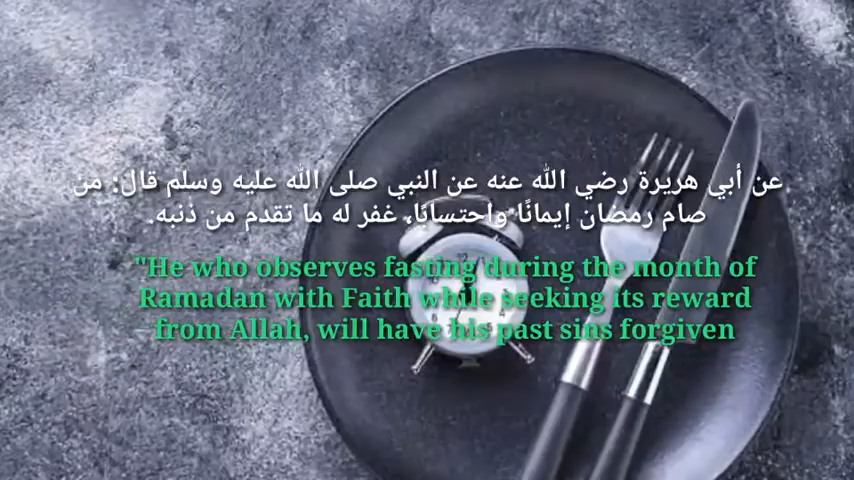 عن أبي هريرة رضي الله عنه عن النبي صلى الله عليه وسلم قال: من
صام رمضان إيمانًا واحتسابًا، غفر له ما تقدم من ذنبه.
"He who observes fasting during the month of
Ramadan with Faith while seeking its reward
from Allah, will have his past sins forgiven